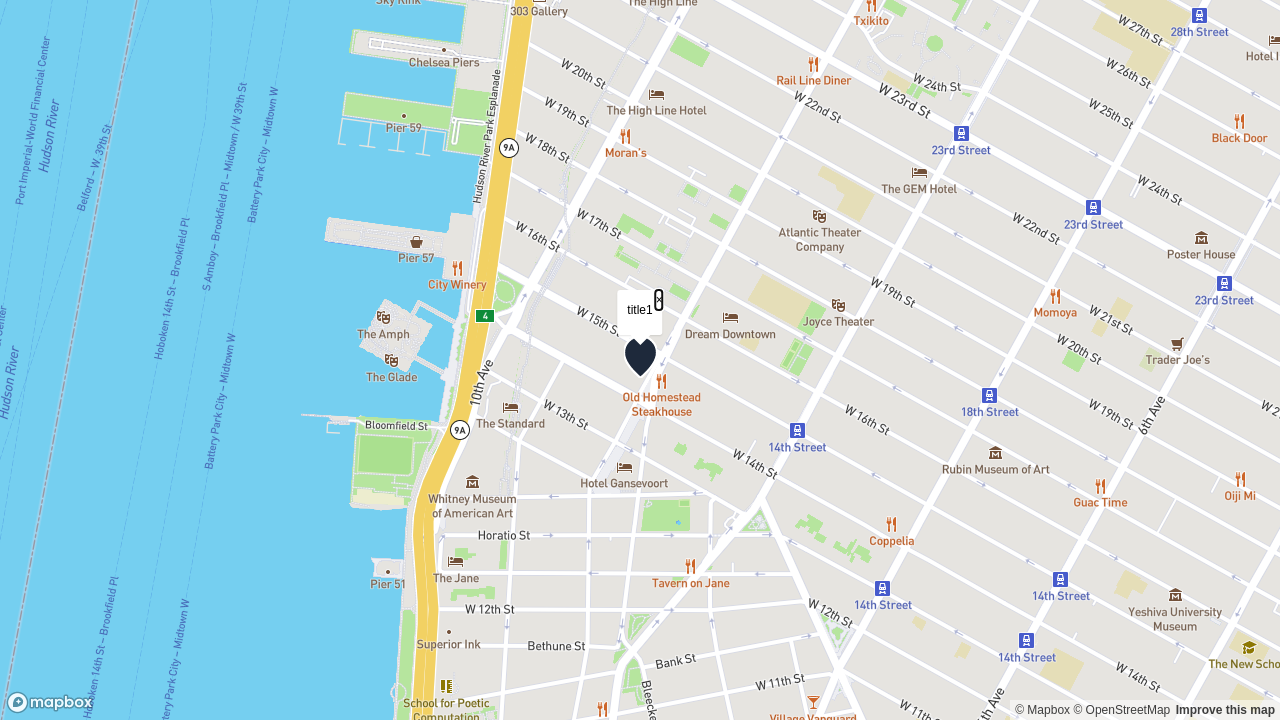 303 Gallery
The High Line
Txikito
28th Street
W 27th St
Chelsea Piers
W 20th St
Rail Line Diner
W 24th St
W 26th St
W 23rd St
W 22nd St
W 19th St
The High Line Hotel
W 25th St
Pier 59
Moran's
W 18th St
9A
23rd Street
Black Door
Port Imperial-World Financial Center
Hudson River
Belford – W. 39th St
S Amboy – Brookfield Pl – Midtown / W 39th St
Battery Park City – Midtown W
Hudson River Park Esplanade
The GEM Hotel
W 24th St
23rd Street
W 22nd St
Atlantic Theater
Company
W 17th St
W 16th St
Pier 57
City Winery
Poster House
23rd Street
Hoboken 14th St – Brookfield Pl
W 19th St
Momoya
W 21st St
title1
×
4
W 15th St
Dream Downtown
Joyce Theater
The Amph
The Glade
W 20th St
Trader Joe's
Hudson River
Battery Park City – Midtown W
10th Ave
Old Homestead
Steakhouse
W 13th St
The Standard
18th Street
W 16th St
W 19th St
6th Ave
Bloomfield St
9A
14th Street
W 14th St
Rubin Museum of Art
Hotel Gansevoort
Guac Time
Oiji Mi
Whitney Museum
of American Art
Horatio St
Coppelia
The Jane
Pier 51
Tavern on Jane
14th Street
14th Street
W 12th St
W 12th St
Yeshiva University
Museum
Hoboken 14th St – Brookfield Pl
Superior Ink
Bethune St
Bank St
14th Street
The New Scho
W 14th St
W 11th St
School for Poetic
Computation
Village Vanguard
mapbox
© Mapbox © OpenStreetMap Improve this map